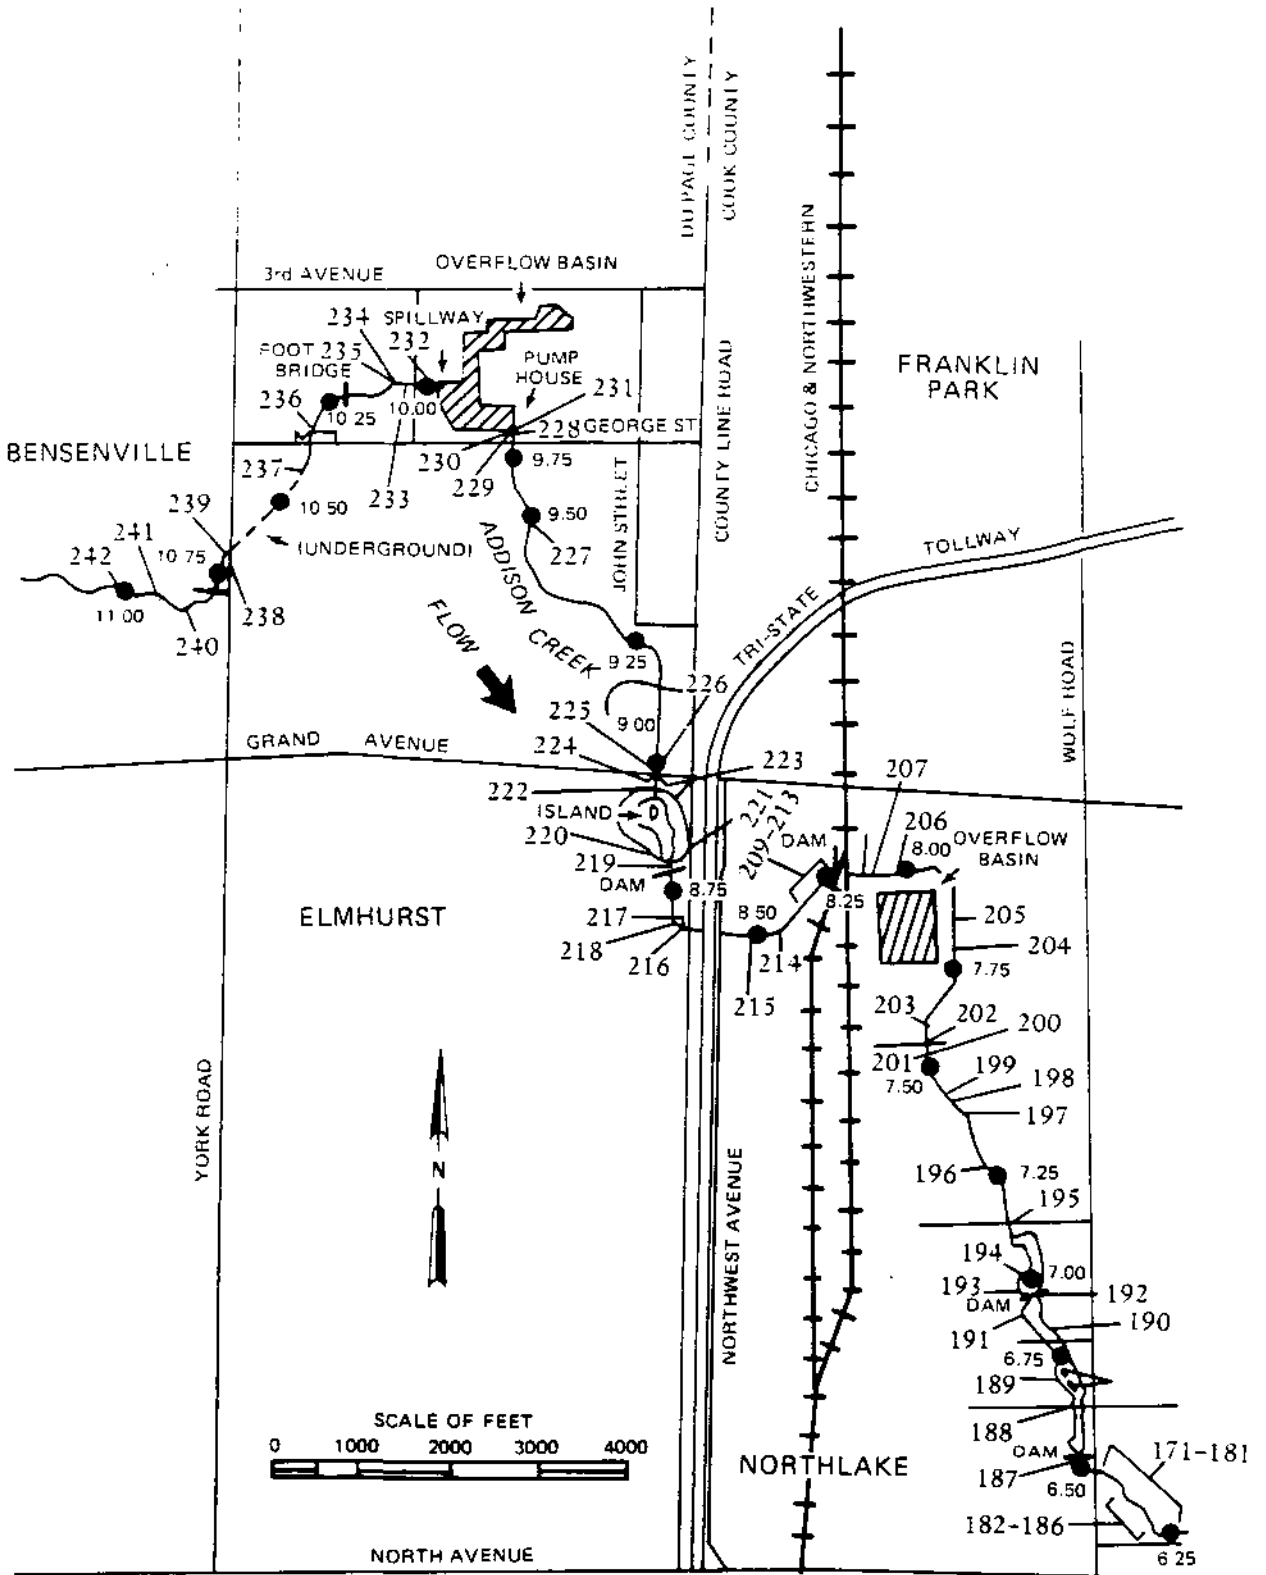 DU PAGE COUNTY
COOK COUNTY
3rd AVENUE
OVERFLOW BASIN
CHICAGO & NORTHWESTERN
234
SPILLWAY
232
FOOT
BRIDGE
235
PUMP
HOUSE
231
COUNTY LINE ROAD
FRANKLIN
PARK
236
10 25
10.00
228
GEORGE ST
BENSENVILLE
237
230
9.75
233
229
JOHN STREET
239
10 50
9.50
241
(UNDERGROUND)
227
TOLLWAY
242
10 75
ADDISON CREEK
11 00
238
FLOW
TRI-STATE
240
9 25
226
WOLF ROAD
225
9 00
GRAND AVENUE
224
223
207
222
221
ISLAND
D
209-213
DAM
206
OVERFLOW
BASIN
220
8.00
219
DAM
8.75
8.25
ELMHURST
217
8 50
205
218
216
214
204
215
7.75
203
202
200
201
199
7.50
198
197
YORK ROAD
N
196
7.25
NORTHWEST AVENUE
195
194
7.00
193
192
DAM
191
190
6.75
189
SCALE OF FEET
0 1000 2000 3000 4000
188
NORTHLAKE
DAM
171-181
187
6.50
182-186
NORTH AVENUE
6 25